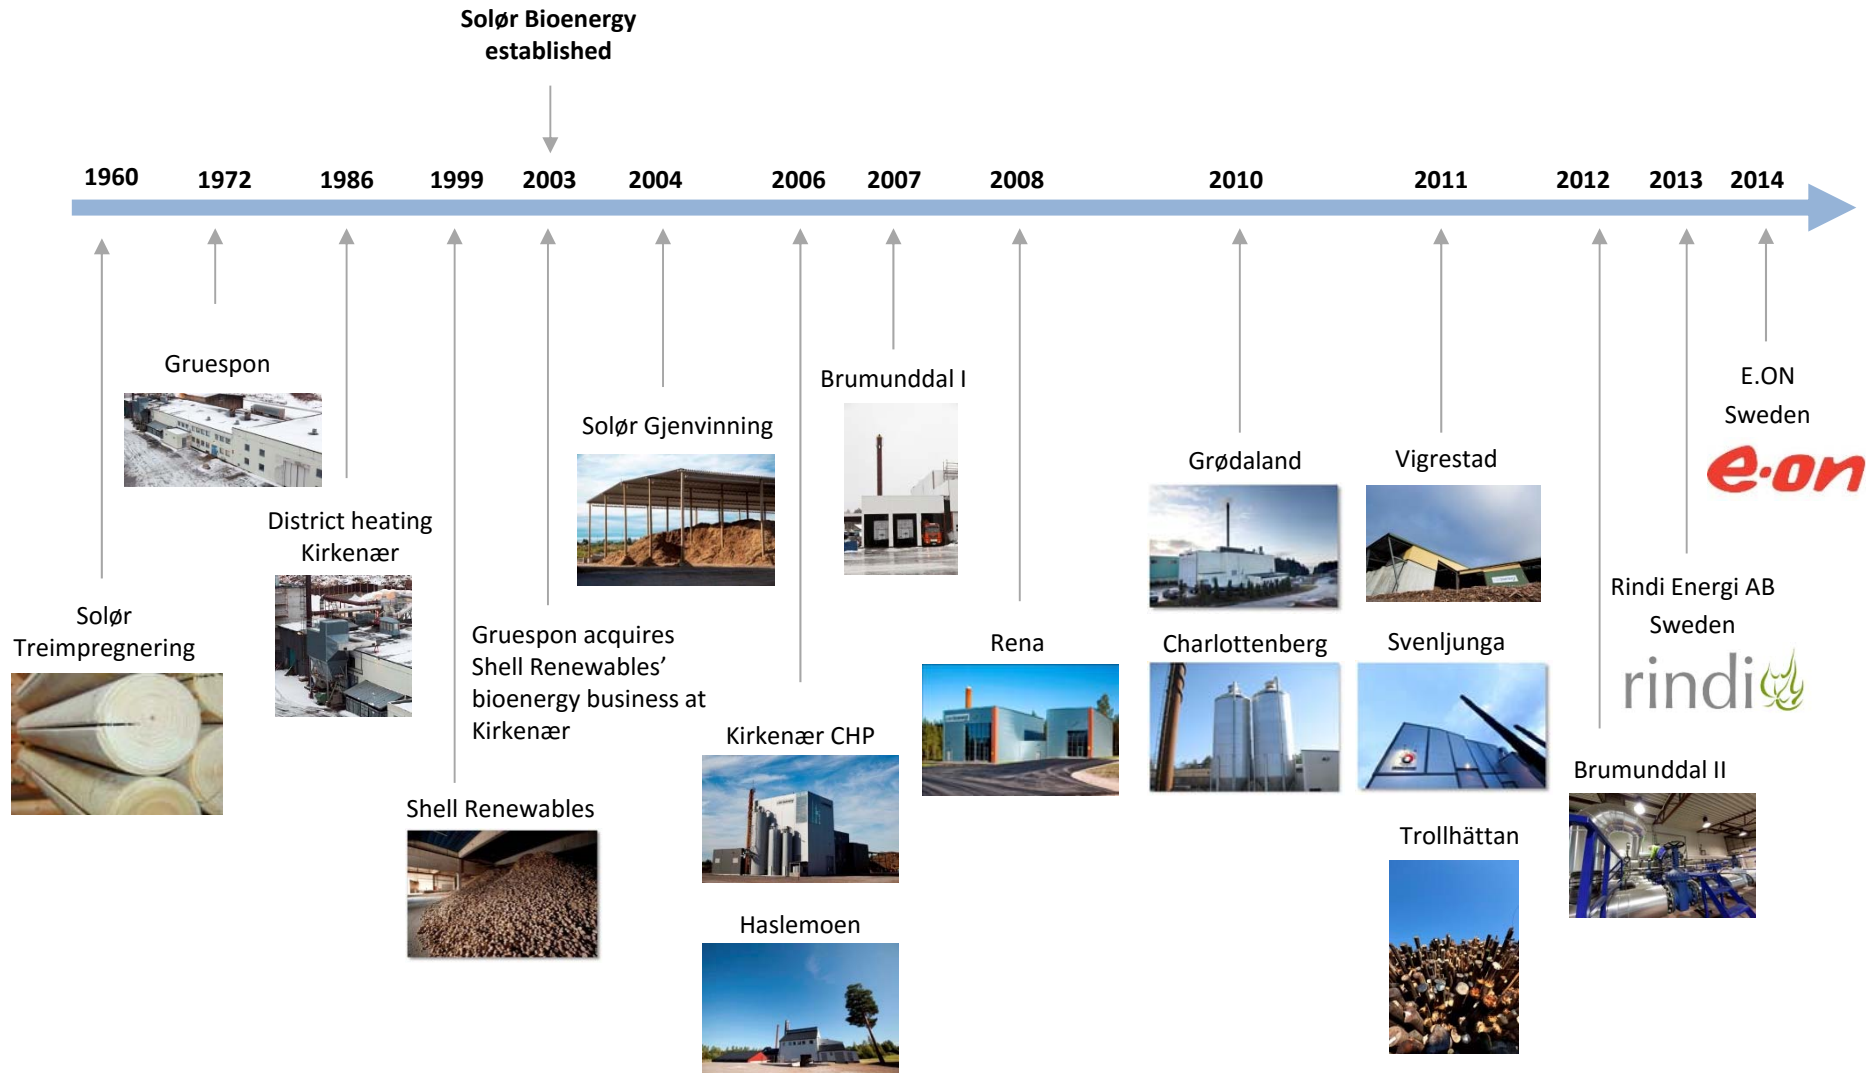 Solør Bioenergy
established
1960
1972
1986
1999
2003
2004
2006
2007
2008
2010
2011
2012
2013
2014
Solør
Treimpregnering
Gruespon
District heating
Kirkenær
Shell Renewables
Gruespon acquires
Shell Renewables’
bioenergy business at
Kirkenær
Solør Gjenvinning
Kirkenær CHP
Haslemoen
Brumunddal I
Rena
Grødaland
Charlottenberg
Vigrestad
Svenljunga
Trollhättan
Brumunddal II
Rindi Energi AB
Sweden
rindi
E.ON
Sweden
e·on